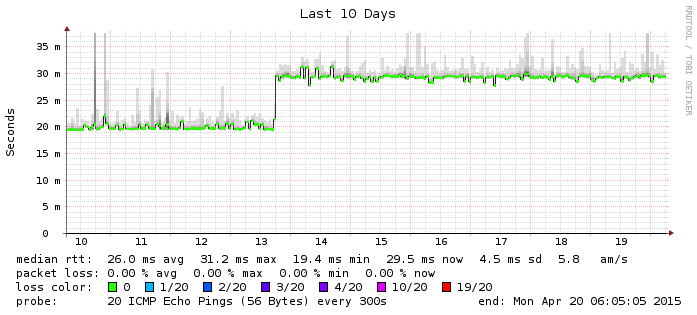 Last 10 Days
RRDTOOL / TOBI OETIKER
Seconds
35 m
30 m
25 m
20 m
15 m
10 m
5 m
0
10 11 12 13 14 15 16 17 18 19
median rtt: 26.0 ms avg 31.2 ms max 19.4 ms min 29.5 ms now 4.5 ms sd 5.8 am/s
packet loss: 0.00 % avg 0.00 % max 0.00 % min 0.00 % now
loss color: 0 1/20 2/20 3/20 4/20 10/20 19/20
probe: 20 ICMP Echo Pings (56 Bytes) every 300s end: Mon Apr 20 06:05:05 2015